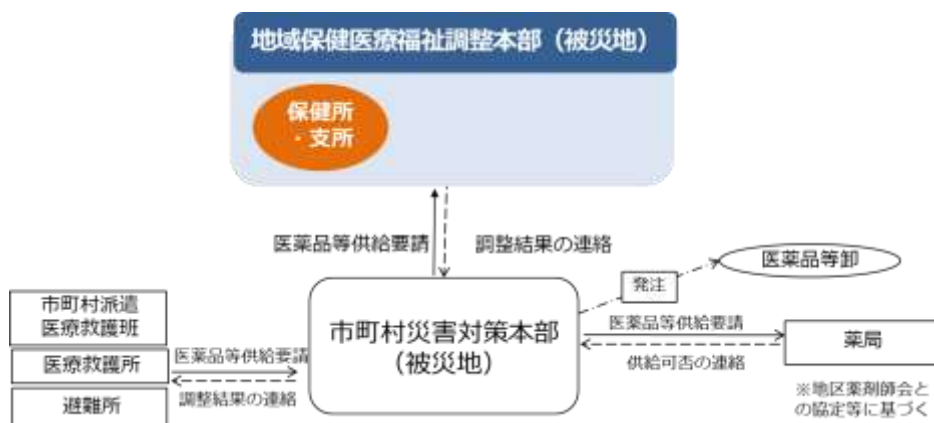 地域保健医療福祉調整本部（被災地）
保健所
・支所
医薬品等供給要請
調整結果の連絡
医薬品等卸
発注
市町村派遣
医療救護班
医療救護所
避難所
医薬品等供給要請
調整結果の連絡
市町村災害対策本部
（被災地）
医薬品等供給要請
供給可否の連絡
薬局
※地区薬剤師会と
の協定等に基づく